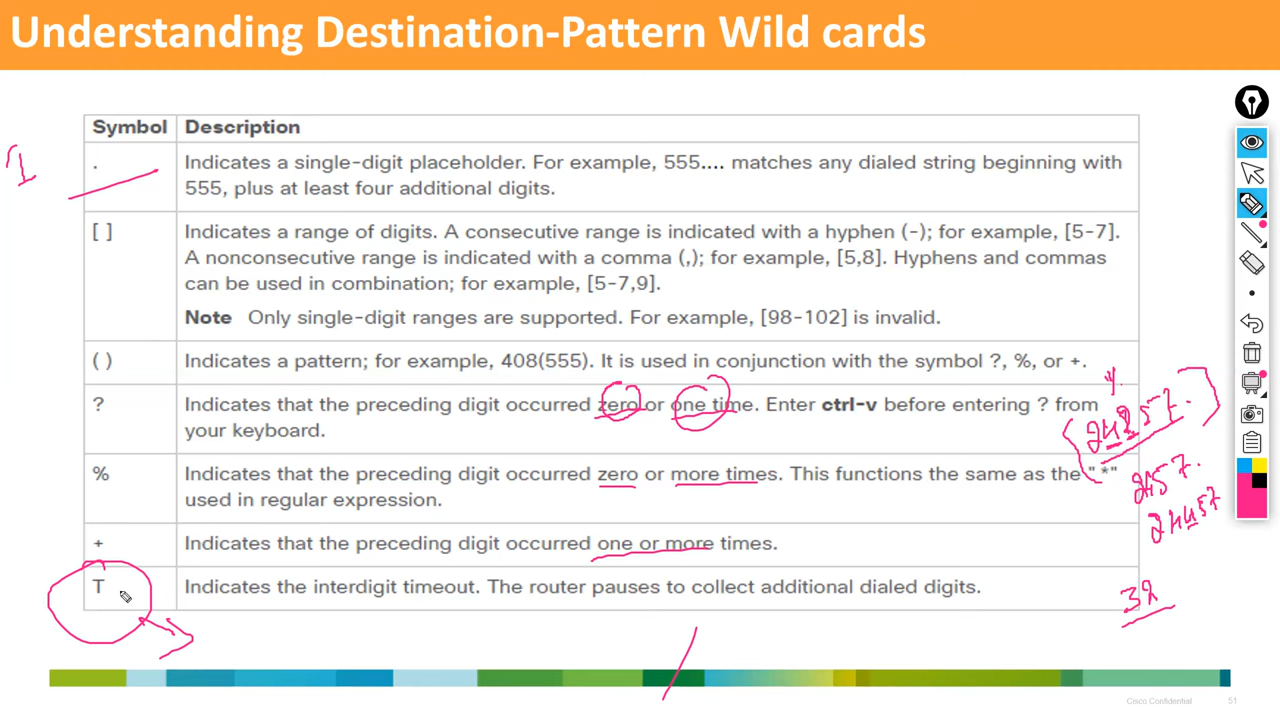 Understanding Destination-Pattern Wild cards
Symbol Description
. Indicates a single-digit placeholder. For example, 555.... matches any dialed string beginning with
555, plus at least four additional digits.
[ ] Indicates a range of digits. A consecutive range is indicated with a hyphen (-); for example, [5-7].
A nonconsecutive range is indicated with a comma (,); for example, [5,8]. Hyphens and commas
can be used in combination; for example, [5-7,9].
Note Only single-digit ranges are supported. For example, [98-102] is invalid.
( ) Indicates a pattern; for example, 408(555). It is used in conjunction with the symbol ?, %, or +.
? Indicates that the preceding digit occurred zero or one time. Enter ctrl-v before entering ? from
your keyboard.
% Indicates that the preceding digit occurred zero or more times. This functions the same as the "*"
used in regular expression.
+ Indicates that the preceding digit occurred one or more times.
T Indicates the interdigit timeout. The router pauses to collect additional dialed digits.
2457.
24457
32
Cisco Confidential 51